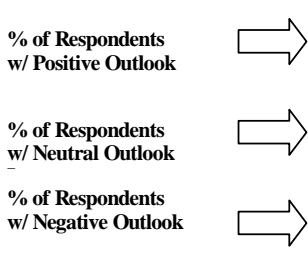 % of Respondents
w/ Positive Outlook
% of Respondents
w/ Neutral Outlook
% of Respondents
w/ Negative Outlook